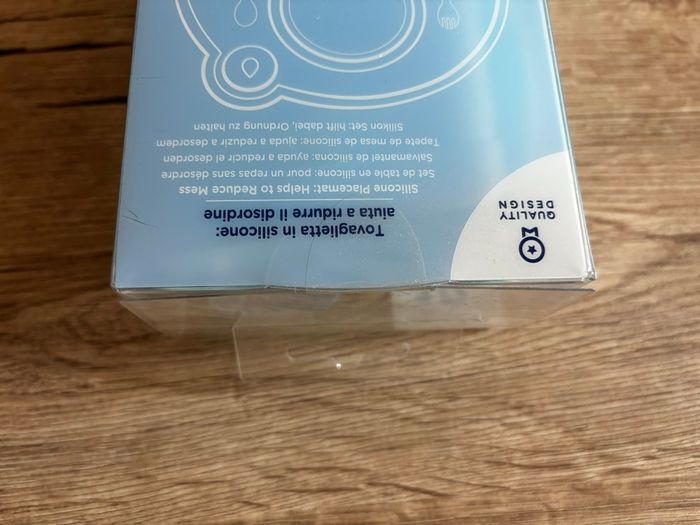 Tovaglietta in silicone:
aiuta a ridurre il disordine
Silicone Placemat: Helps to Reduce Mess
Set de table en silicone: pour un repas sans désordre
Salvamantel de silicona: ayuda a reducir el desorden
Tapete de mesa de silicone: ajuda a reduzir a desordem
Silikon Set: hilft dabei, Ordnung zu halten
QUALITY
DESIGN